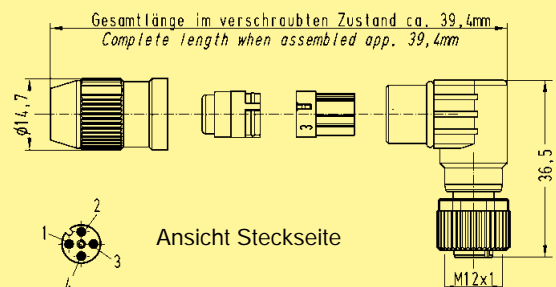 Gesamtlänge im verschraubten Zustand ca. 39,4mm
Complete length when assembled app. 39,4mm
ø14,7
3
36,5
2
1
3
4
Ansicht Steckseite
M12x1